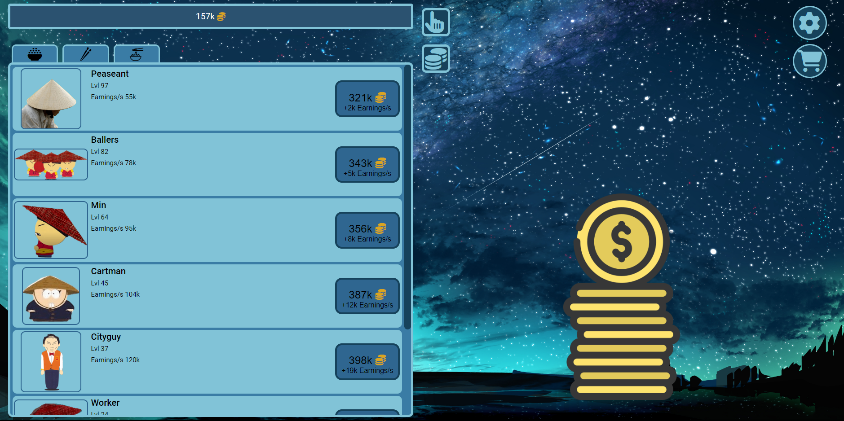 157k
Peaseant
Lvl 97
Earnings/s 55k
321k
+2k Earnings/s
Ballers
Lvl 82
Earnings/s 78k
343k
+5k Earnings/s
Min
Lvl 64
Earnings/s 95k
356k
+8k Earnings/s
Cartman
Lvl 45
Earnings/s 104k
387k
+12k Earnings/s
Cityguy
Lvl 37
Earnings/s 120k
398k
+19k Earnings/s
Worker
$